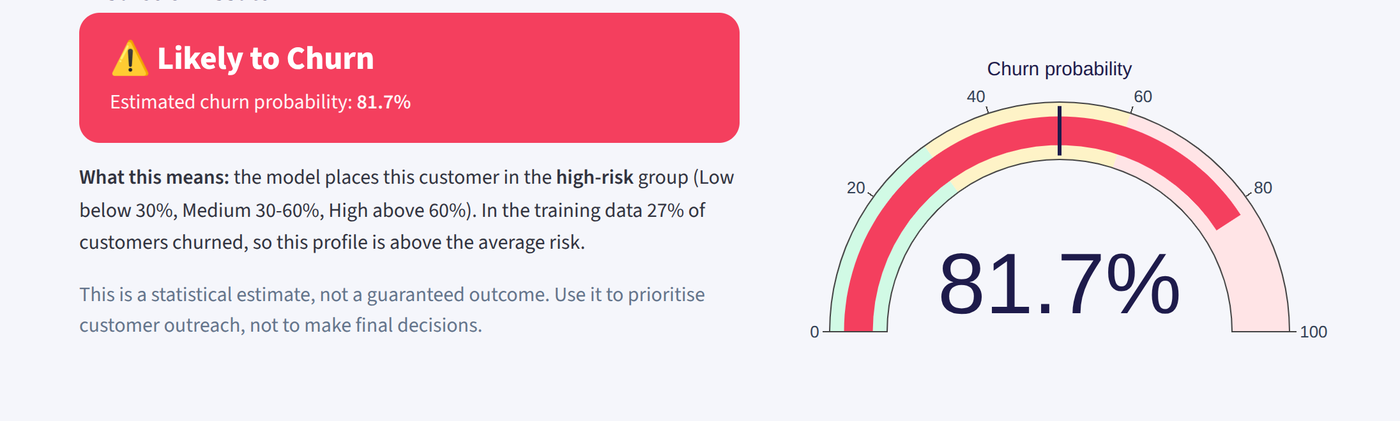 ⚠️ Likely to Churn
Estimated churn probability: 81.7%
What this means: the model places this customer in the high-risk group (Low
below 30%, Medium 30-60%, High above 60%). In the training data 27% of
customers churned, so this profile is above the average risk.
This is a statistical estimate, not a guaranteed outcome. Use it to prioritise
customer outreach, not to make final decisions.
Churn probability
0
20
40
60
80
100
81.7%